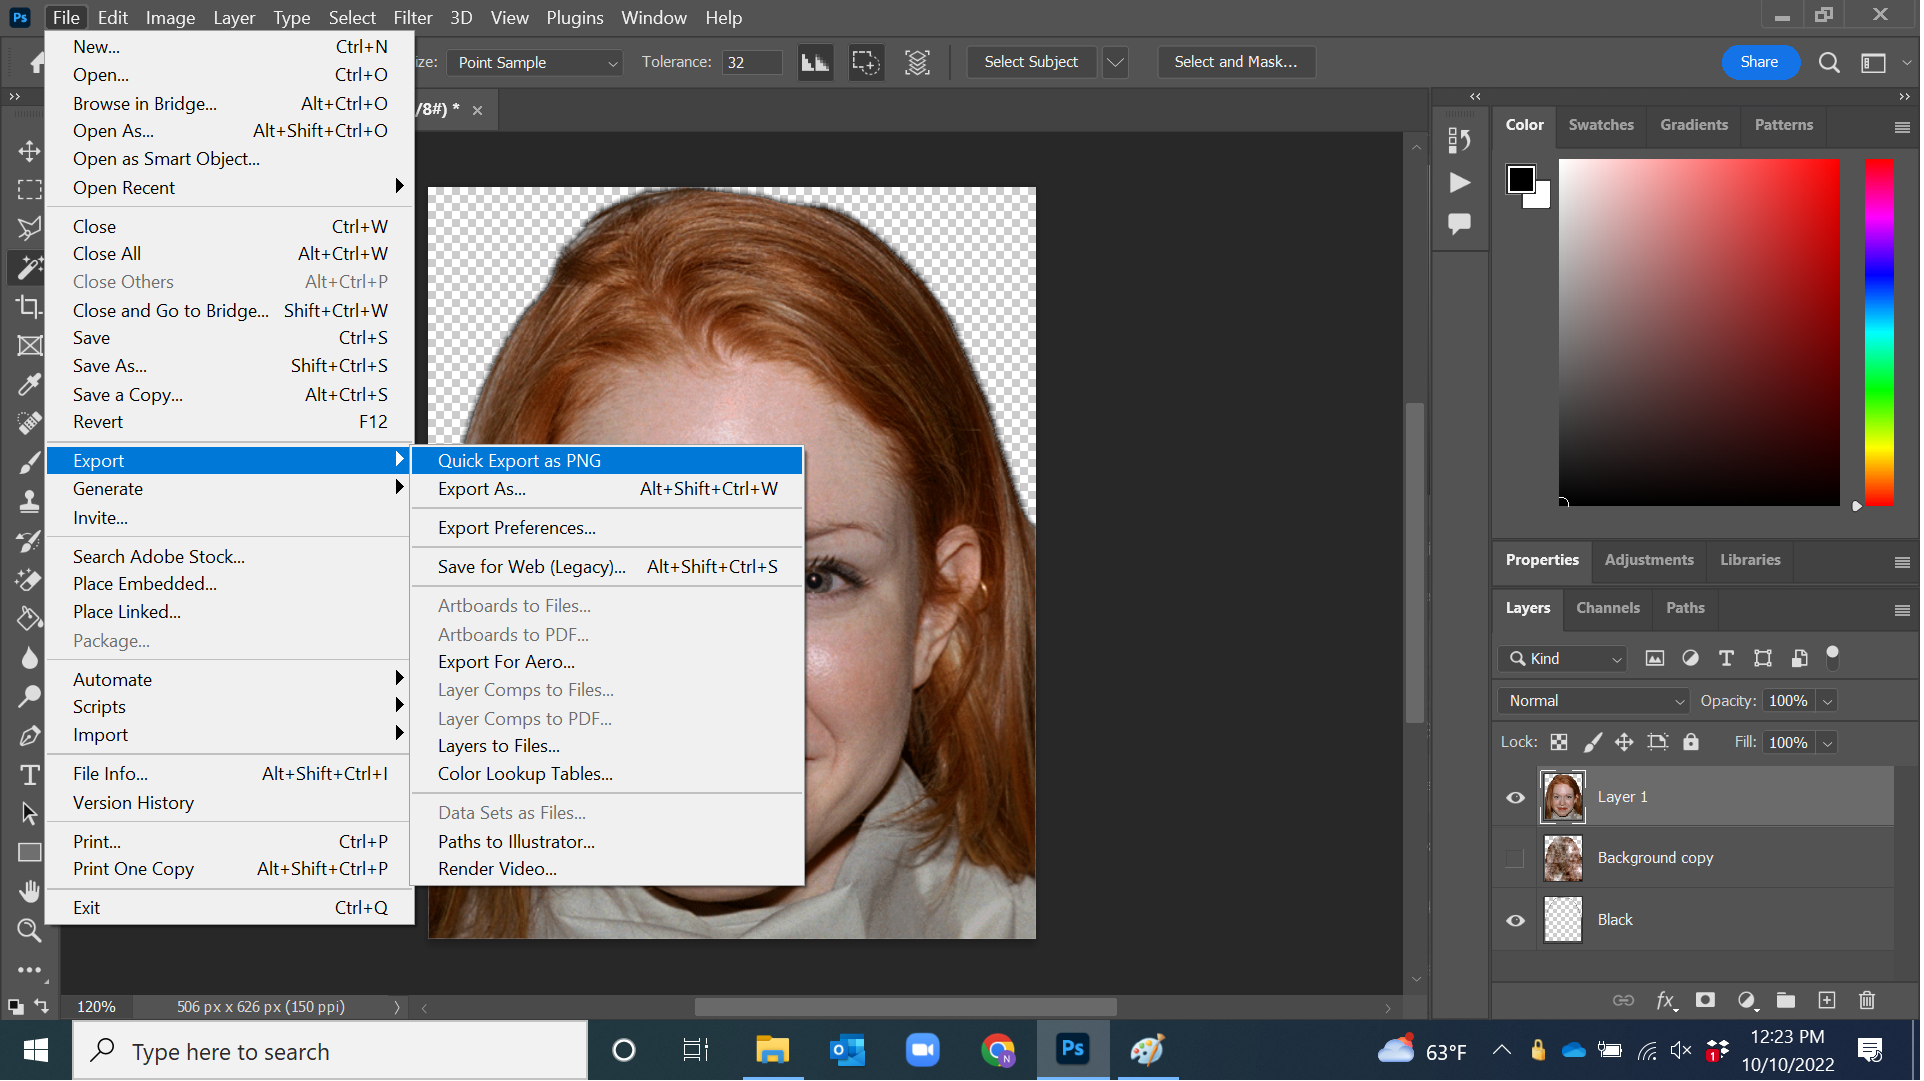 Ps File Edit Image Layer Type Select Filter 3D View Plugins Window Help
ize: Point Sample Tolerance: 32 Select Subject Select and Mask... Share
/8#) * ×
New... Ctrl+N
Open... Ctrl+O
Browse in Bridge... Alt+Ctrl+O
Open As... Alt+Shift+Ctrl+O
Open as Smart Object...
Open Recent
Close Ctrl+W
Close All Alt+Ctrl+W
Close Others Alt+Ctrl+P
Close and Go to Bridge... Shift+Ctrl+W
Save Ctrl+S
Save As... Shift+Ctrl+S
Save a Copy... Alt+Ctrl+S
Revert F12
Export
Generate
Invite...
Search Adobe Stock...
Place Embedded...
Place Linked...
Package...
Automate
Scripts
Import
File Info... Alt+Shift+Ctrl+I
Version History
Print... Ctrl+P
Print One Copy Alt+Shift+Ctrl+P
Exit Ctrl+Q
Quick Export as PNG
Export As... Alt+Shift+Ctrl+W
Export Preferences...
Save for Web (Legacy)... Alt+Shift+Ctrl+S
Artboards to Files...
Artboards to PDF...
Export For Aero...
Layer Comps to Files...
Layer Comps to PDF...
Layers to Files...
Color Lookup Tables...
Data Sets as Files...
Paths to Illustrator...
Render Video...
Color Swatches Gradients Patterns
Properties Adjustments Libraries
Layers Channels Paths
Kind
Normal Opacity: 100%
Lock: Fill: 100%
Layer 1
Background copy
Black
fx
120% 506 px x 626 px (150 ppi)
Type here to search
N
Ps
63°F
1
12:23 PM
10/10/2022